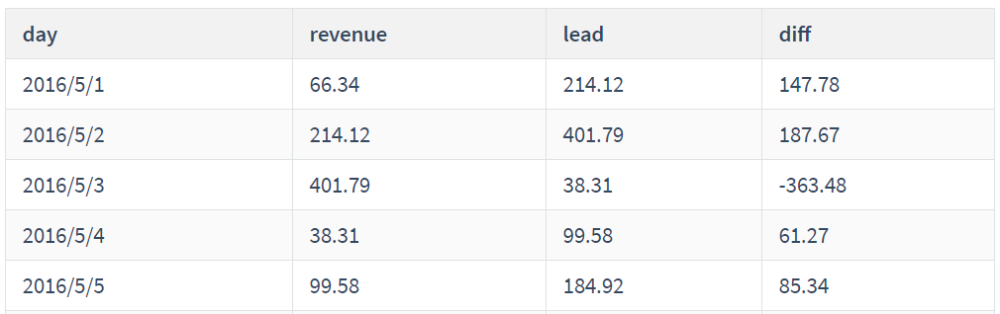 day revenue lead diff
2016/5/1 66.34 214.12 147.78
2016/5/2 214.12 401.79 187.67
2016/5/3 401.79 38.31 -363.48
2016/5/4 38.31 99.58 61.27
2016/5/5 99.58 184.92 85.34